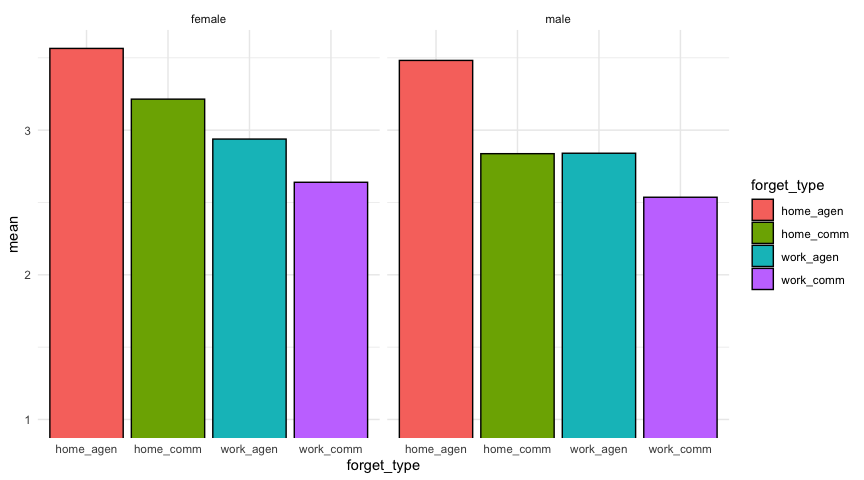 female
male
3
2
1
mean
home_agen
home_comm
work_agen
work_comm
home_agen
home_comm
work_agen
work_comm
forget_type
forget_type
home_agen
home_comm
work_agen
work_comm